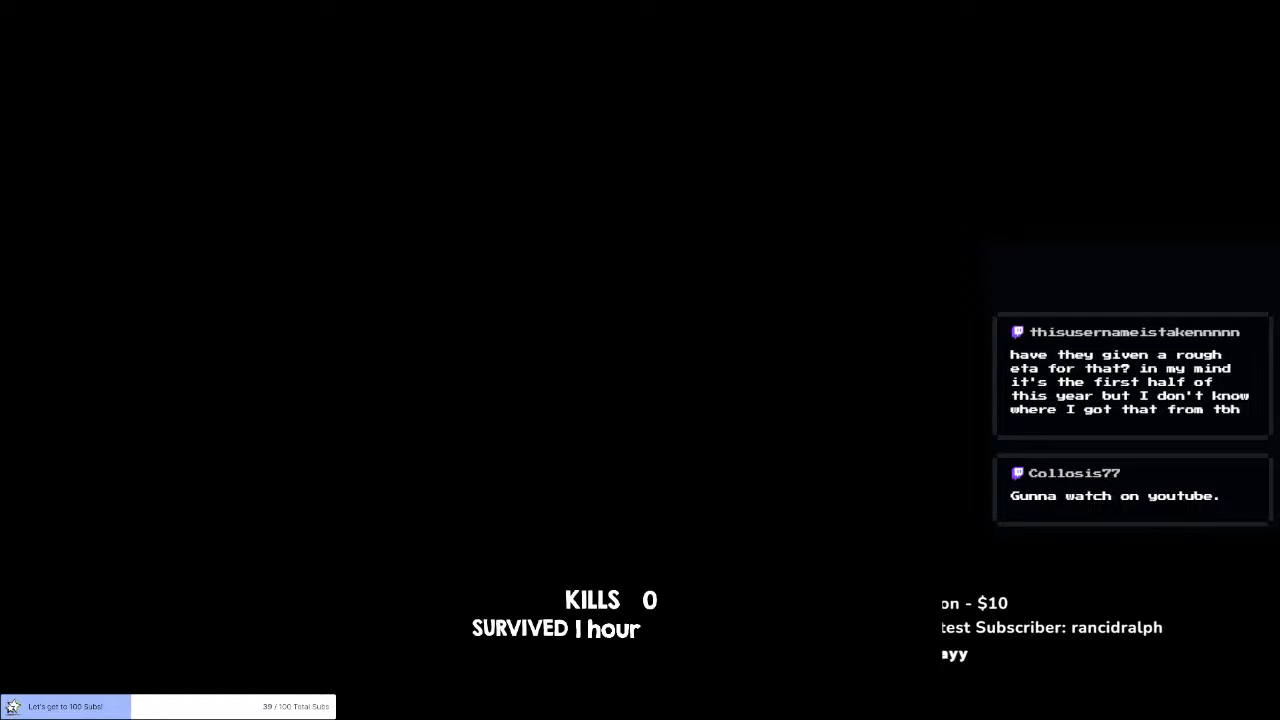 thisusernameistakennnnn
have they given a rough
eta for that? in my mind
it's the first half of
this year but I don't know
where I got that from tbh
Collosis77
Gunna watch on youtube.
KILLS 0
SURVIVED 1 hour
on - $10
test Subscriber: rancidralph
ayy
Let's get to 100 Subs!
39 / 100 Total Subs